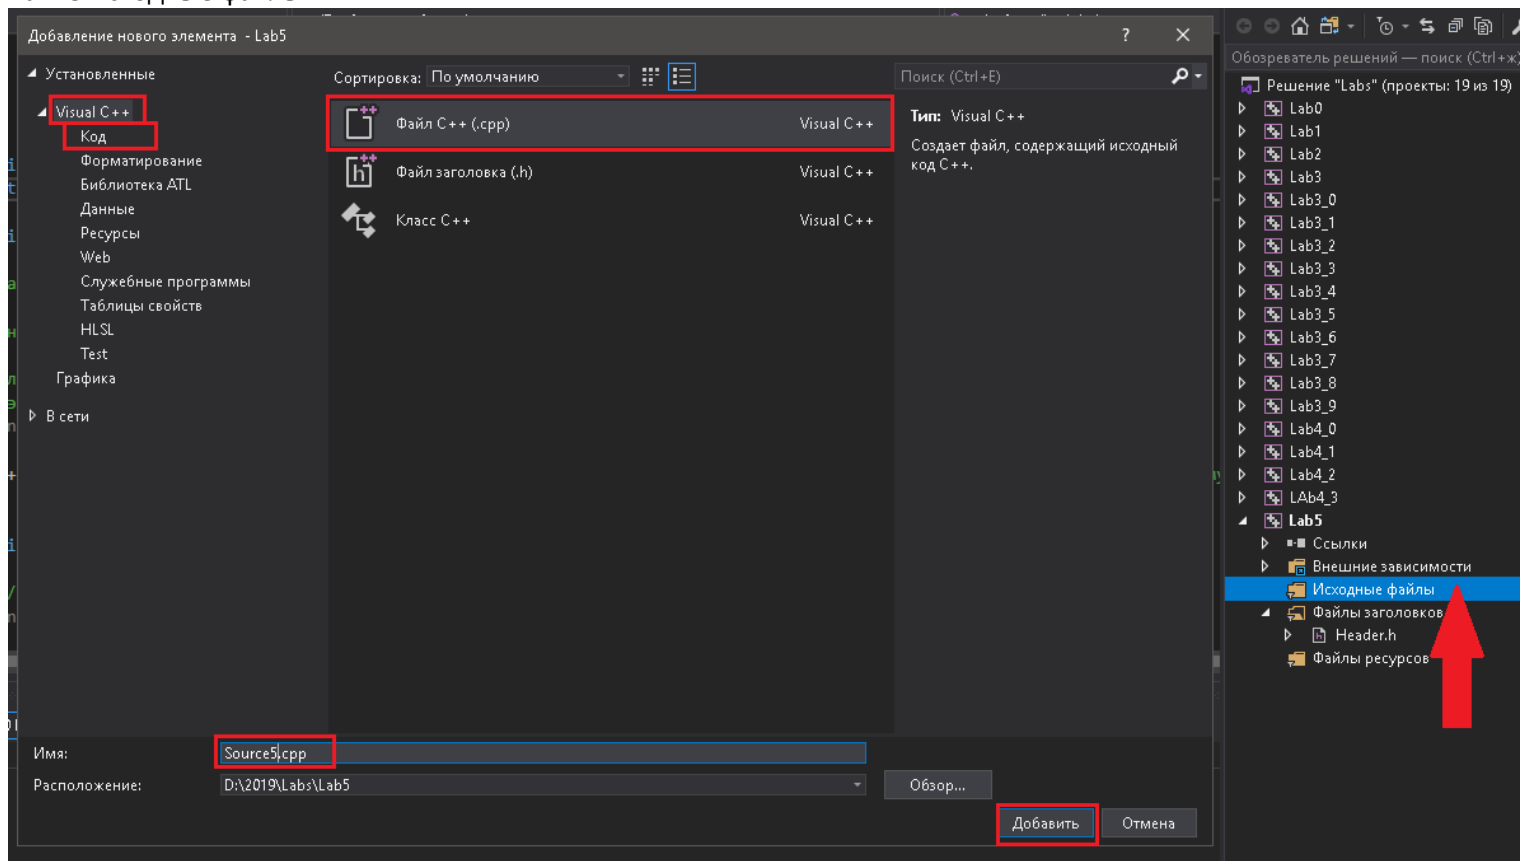 Добавление нового элемента - Lab5
? ×
Установленные
Visual C++
Код
Форматирование
Библиотека ATL
Данные
Ресурсы
Web
Служебные программы
Таблицы свойств
HLSL
Test
Графика
В сети
Сортировка: По умолчанию
Файл C++ (.cpp) Visual C++
Файл заголовка (.h) Visual C++
Класс C++ Visual C++
Поиск (Ctrl+E)
Тип: Visual C++
Создает файл, содержащий исходный
код C++.
Имя: Source5.cpp
Расположение: D:\2019\Labs\Lab5
Обзор...
Добавить Отмена
Обозреватель решений — поиск (Ctrl+ж)
Решение "Labs" (проекты: 19 из 19)
Lab0
Lab1
Lab2
Lab3
Lab3_0
Lab3_1
Lab3_2
Lab3_3
Lab3_4
Lab3_5
Lab3_6
Lab3_7
Lab3_8
Lab3_9
Lab4_0
Lab4_1
Lab4_2
LAb4_3
Lab5
Ссылки
Внешние зависимости
Исходные файлы
Файлы заголовков
Header.h
Файлы ресурсов